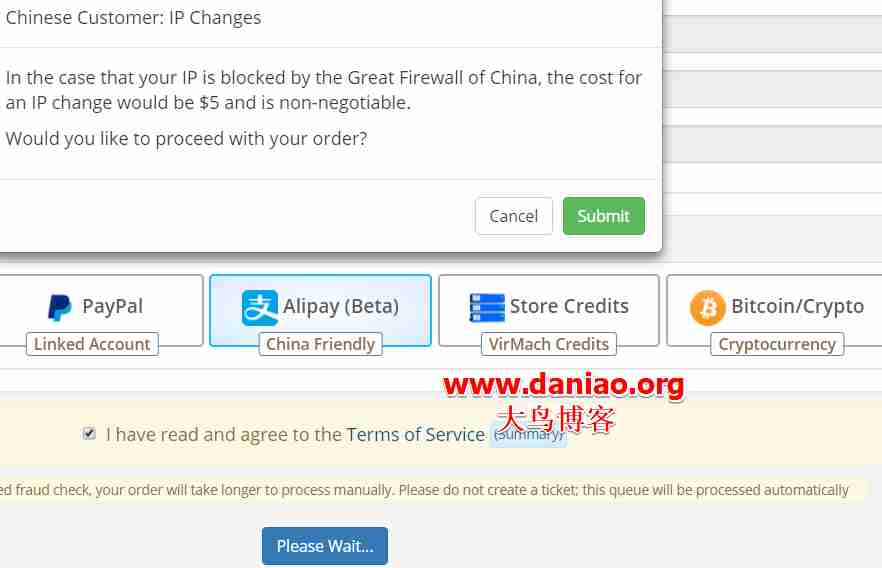 Chinese Customer: IP Changes
In the case that your IP is blocked by the Great Firewall of China, the cost for
an IP change would be $5 and is non-negotiable.
Would you like to proceed with your order?
Cancel
Submit
PayPal
Linked Account
Alipay (Beta)
China Friendly
Store Credits
VirMach Credits
Bitcoin/Crypto
Cryptocurrency
www.daniao.org
大鸟博客
I have read and agree to the Terms of Service (Summary)
ed fraud check, your order will take longer to process manually. Please do not create a ticket; this queue will be processed automatically
Please Wait...